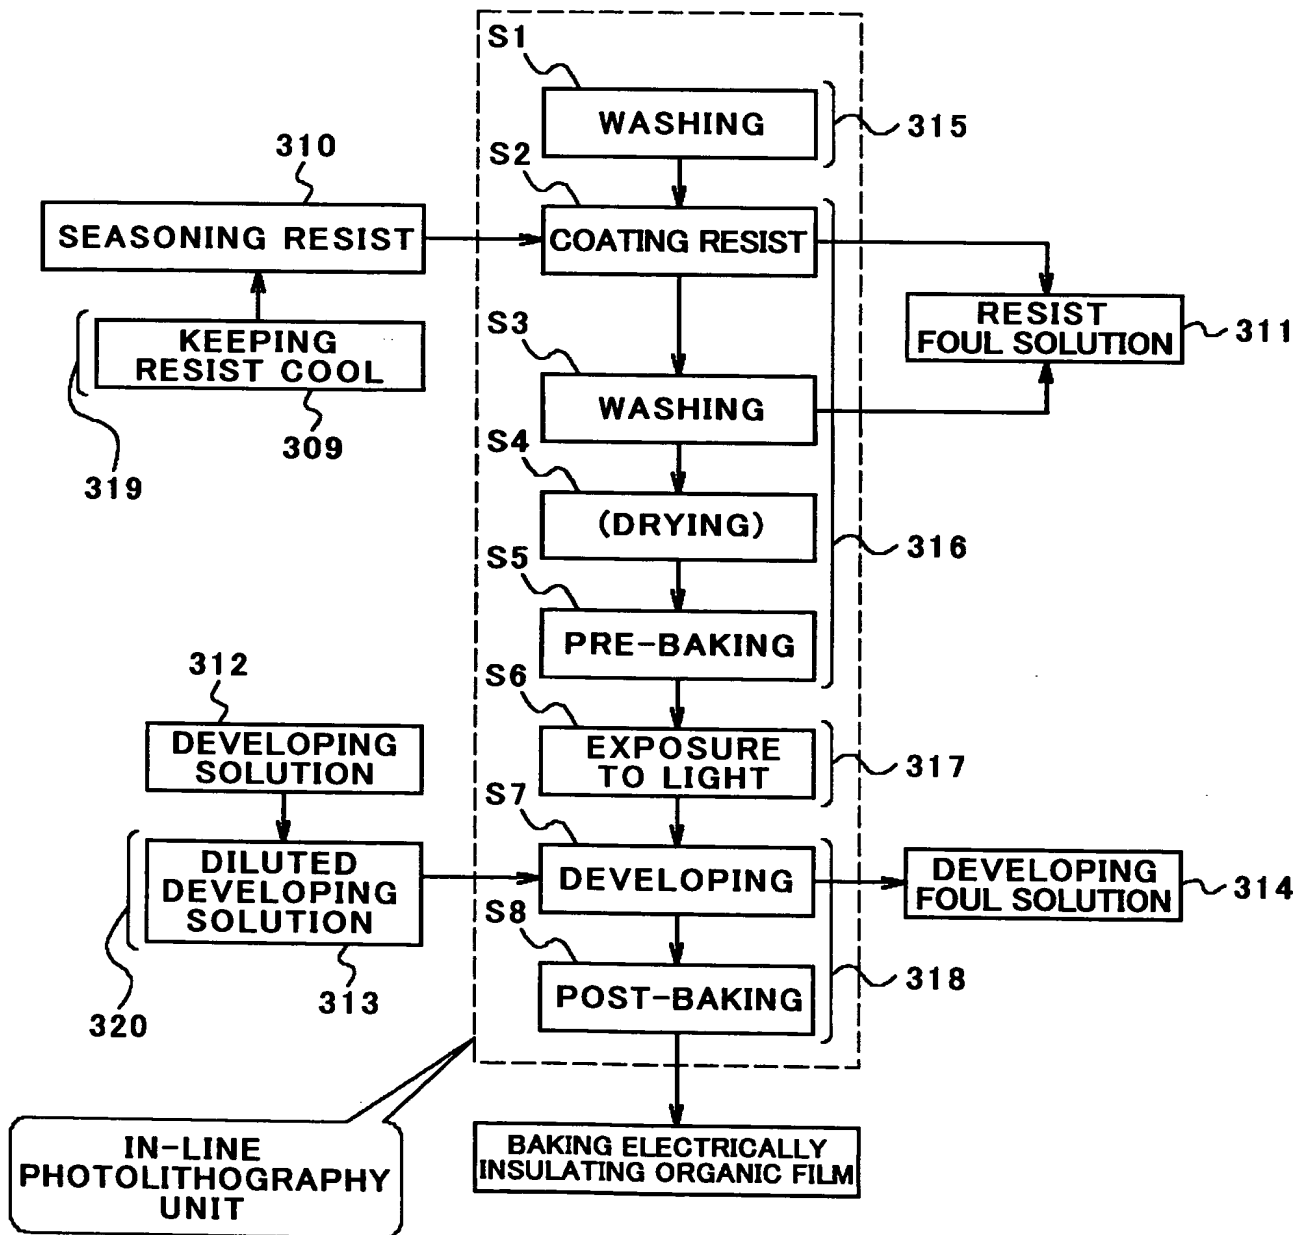 S1
WASHING
315
310
S2
SEASONING RESIST
COATING RESIST
KEEPING
RESIST COOL
319
309
S3
RESIST
FOUL SOLUTION
311
WASHING
S4
(DRYING)
316
S5
PRE-BAKING
312
S6
DEVELOPING
SOLUTION
EXPOSURE
TO LIGHT
317
S7
DILUTED
DEVELOPING
SOLUTION
320
313
DEVELOPING
DEVELOPING
FOUL SOLUTION
314
S8
POST-BAKING
318
IN-LINE
PHOTOLITHOGRAPHY
UNIT
BAKING ELECTRICALLY
INSULATING ORGANIC FILM